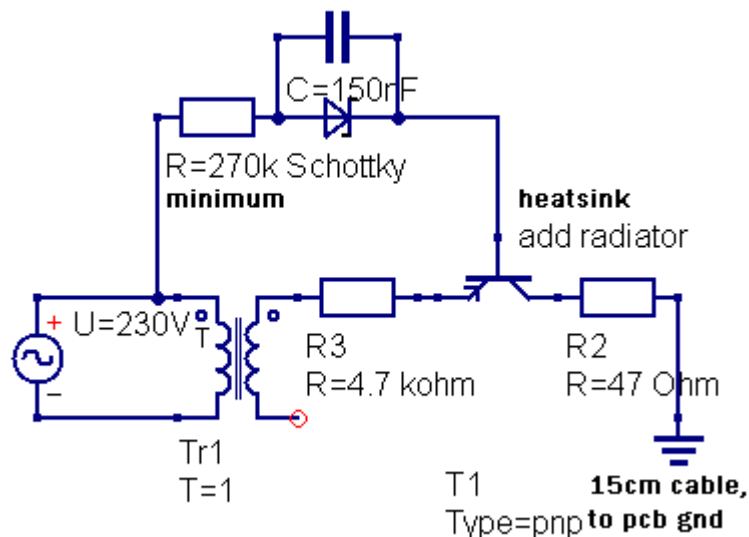 C=150nF
R=270k Schottky
minimum
heatsink
add radiator
+
U=230V
T
−
R3
R=4.7 kohm
R2
R=47 Ohm
Tr1
T=1
T1
Type=pnp
15cm cable,
to pcb gnd